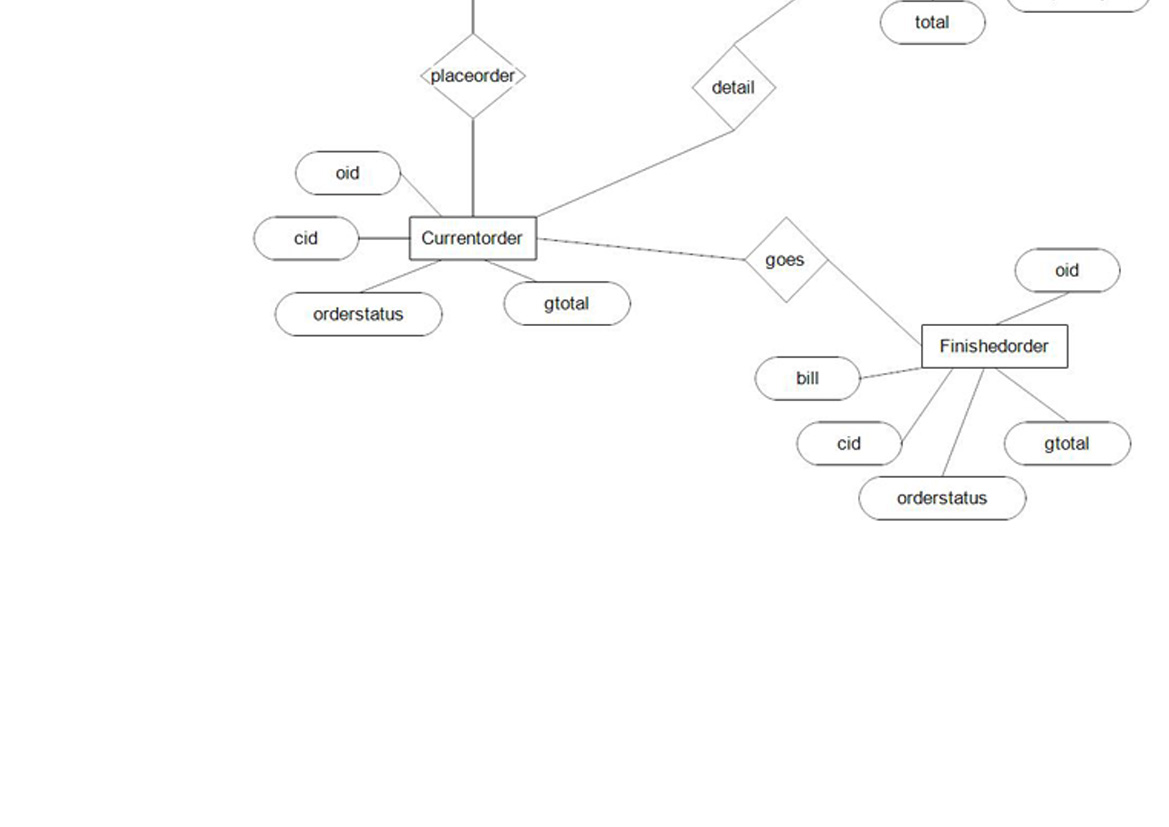 total
placeorder
detail
oid
cid
Currentorder
goes
oid
orderstatus
gtotal
Finishedorder
bill
cid
gtotal
orderstatus